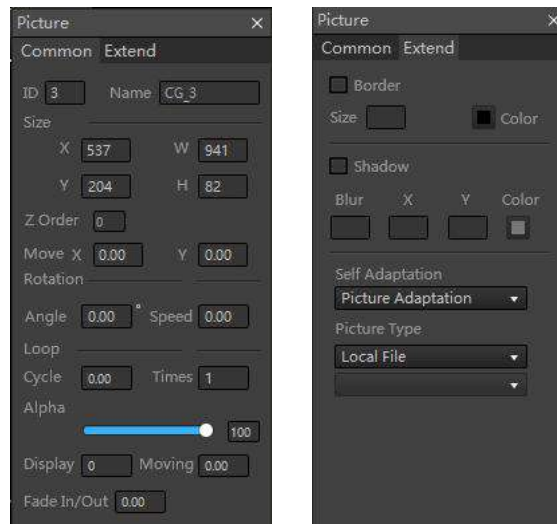 Picture ×
Common Extend
ID 3 Name CG_3
Size
X 537 W 941
Y 204 H 82
Z.Order 0
Move X 0.00 Y 0.00
Rotation
Angle 0.00 ° Speed 0.00
Loop
Cycle 0.00 Times 1
Alpha
100
Display 0 Moving 0.00
Fade In/Out 0.00
Picture ×
Common Extend
Border
Size Color
Shadow
Blur X Y Color
Self Adaptation
Picture Adaptation
Picture Type
Local File